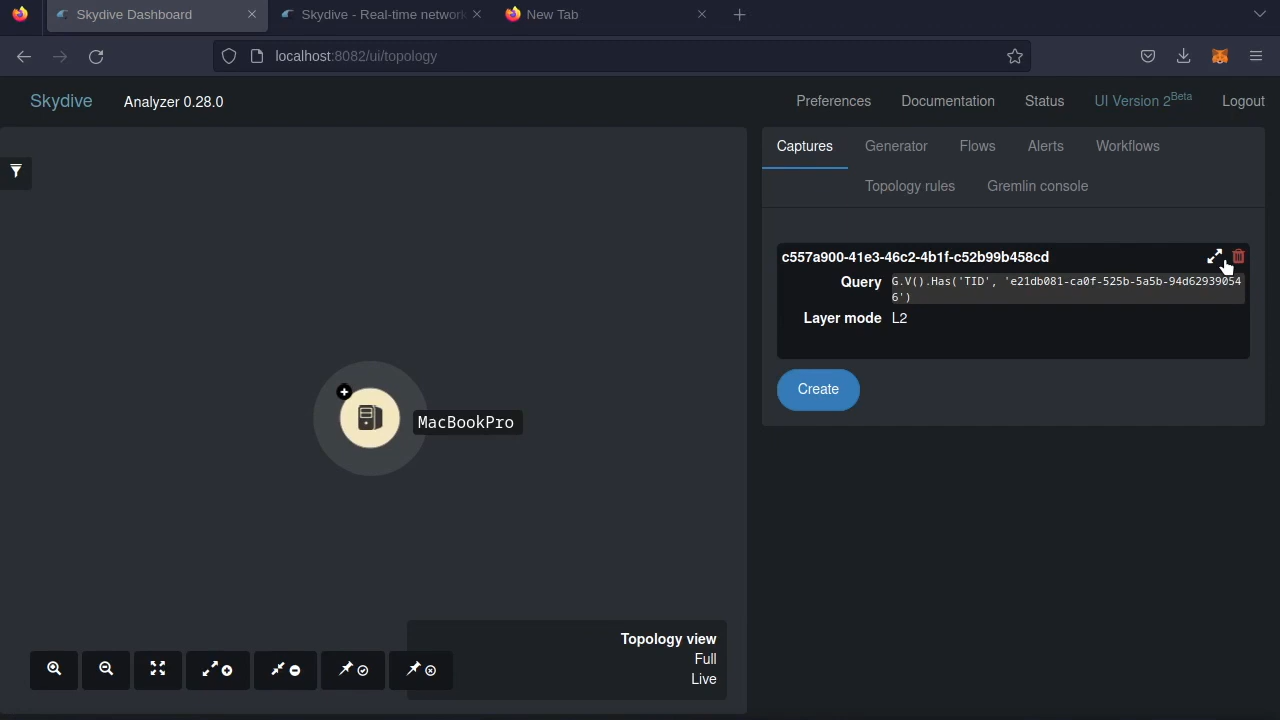 Skydive Dashboard
Skydive - Real-time network
New Tab
localhost:8082/ui/topology
Skydive
Analyzer 0.28.0
Preferences
Documentation
Status
UI Version 2Beta
Logout
Captures
Generator
Flows
Alerts
Workflows
Topology rules
Gremlin console
c557a900-41e3-46c2-4b1f-c52b99b458cd
Query G.V().Has('TID', 'e21db081-ca0f-525b-5a5b-94d62939054
6')
Layer mode L2
Create
MacBookPro
Topology view
Full
Live